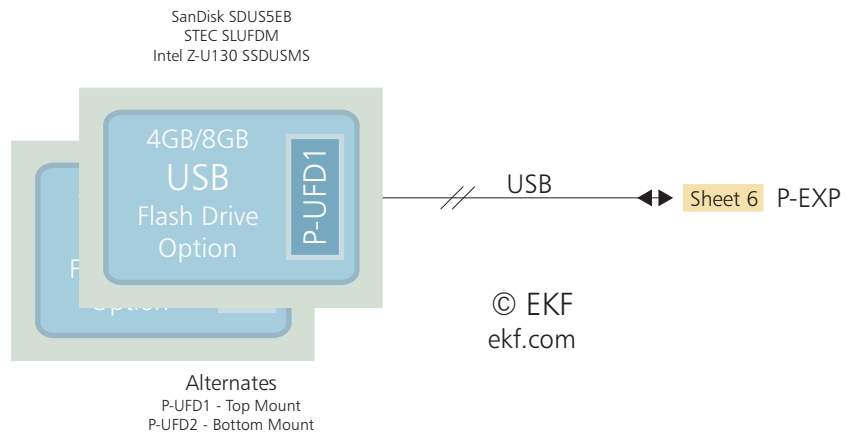 SanDisk SDUS5EB
STEC SLUFDM
Intel Z-U130 SSDUSMS
4GB/8GB
USB
Flash Drive
Option
P-UFD1
USB
Sheet 6 P-EXP
Option
© EKF
ekf.com
Alternates
P-UFD1 - Top Mount
P-UFD2 - Bottom Mount